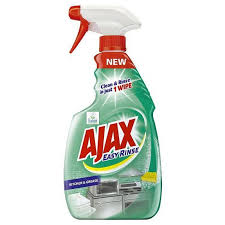 NEW
Clean & Rinse
in just 1 WIPE
AJAX
EASY RINSE
KITCHEN & GREASE